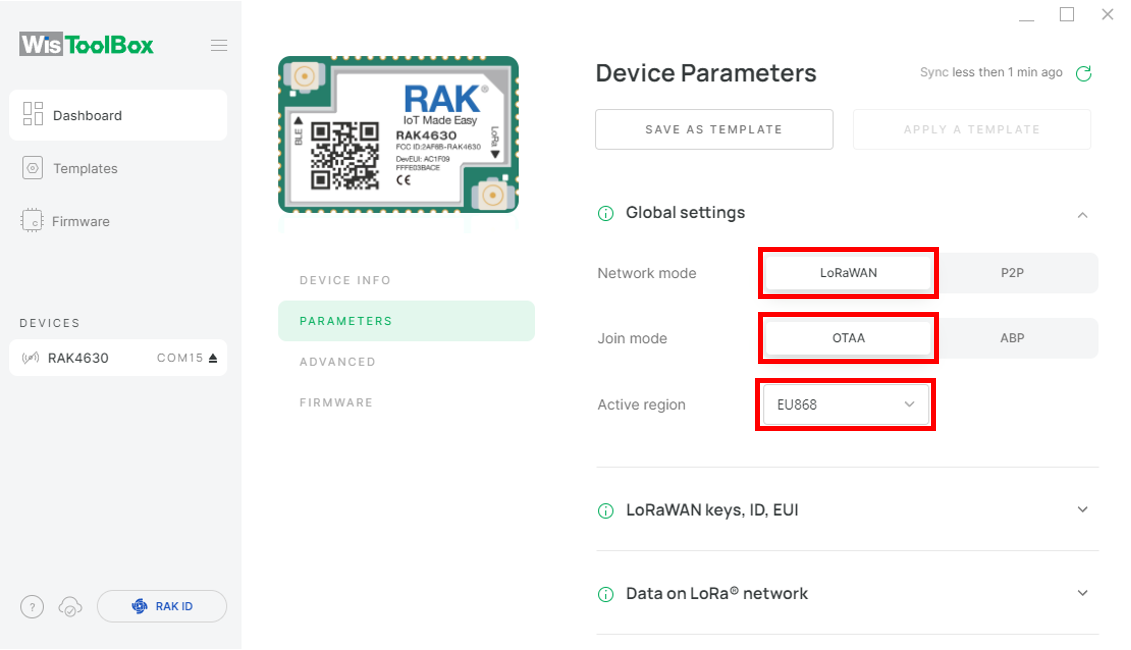 WisToolBox
Dashboard
Templates
Firmware
DEVICES
RAK4630
COM15
?
RAK ID
RAK®
IoT Made Easy
RAK4630
FCC ID:2AF6B-RAK4630
DevEUI: AC1F09
FFFE03BACE
CE
BLE
LoRa
DEVICE INFO
PARAMETERS
ADVANCED
FIRMWARE
Device Parameters
Sync less then 1 min ago
SAVE AS TEMPLATE
APPLY A TEMPLATE
Global settings
Network mode
LoRaWAN
P2P
Join mode
OTAA
ABP
Active region
EU868
LoRaWAN keys, ID, EUI
Data on LoRa® network